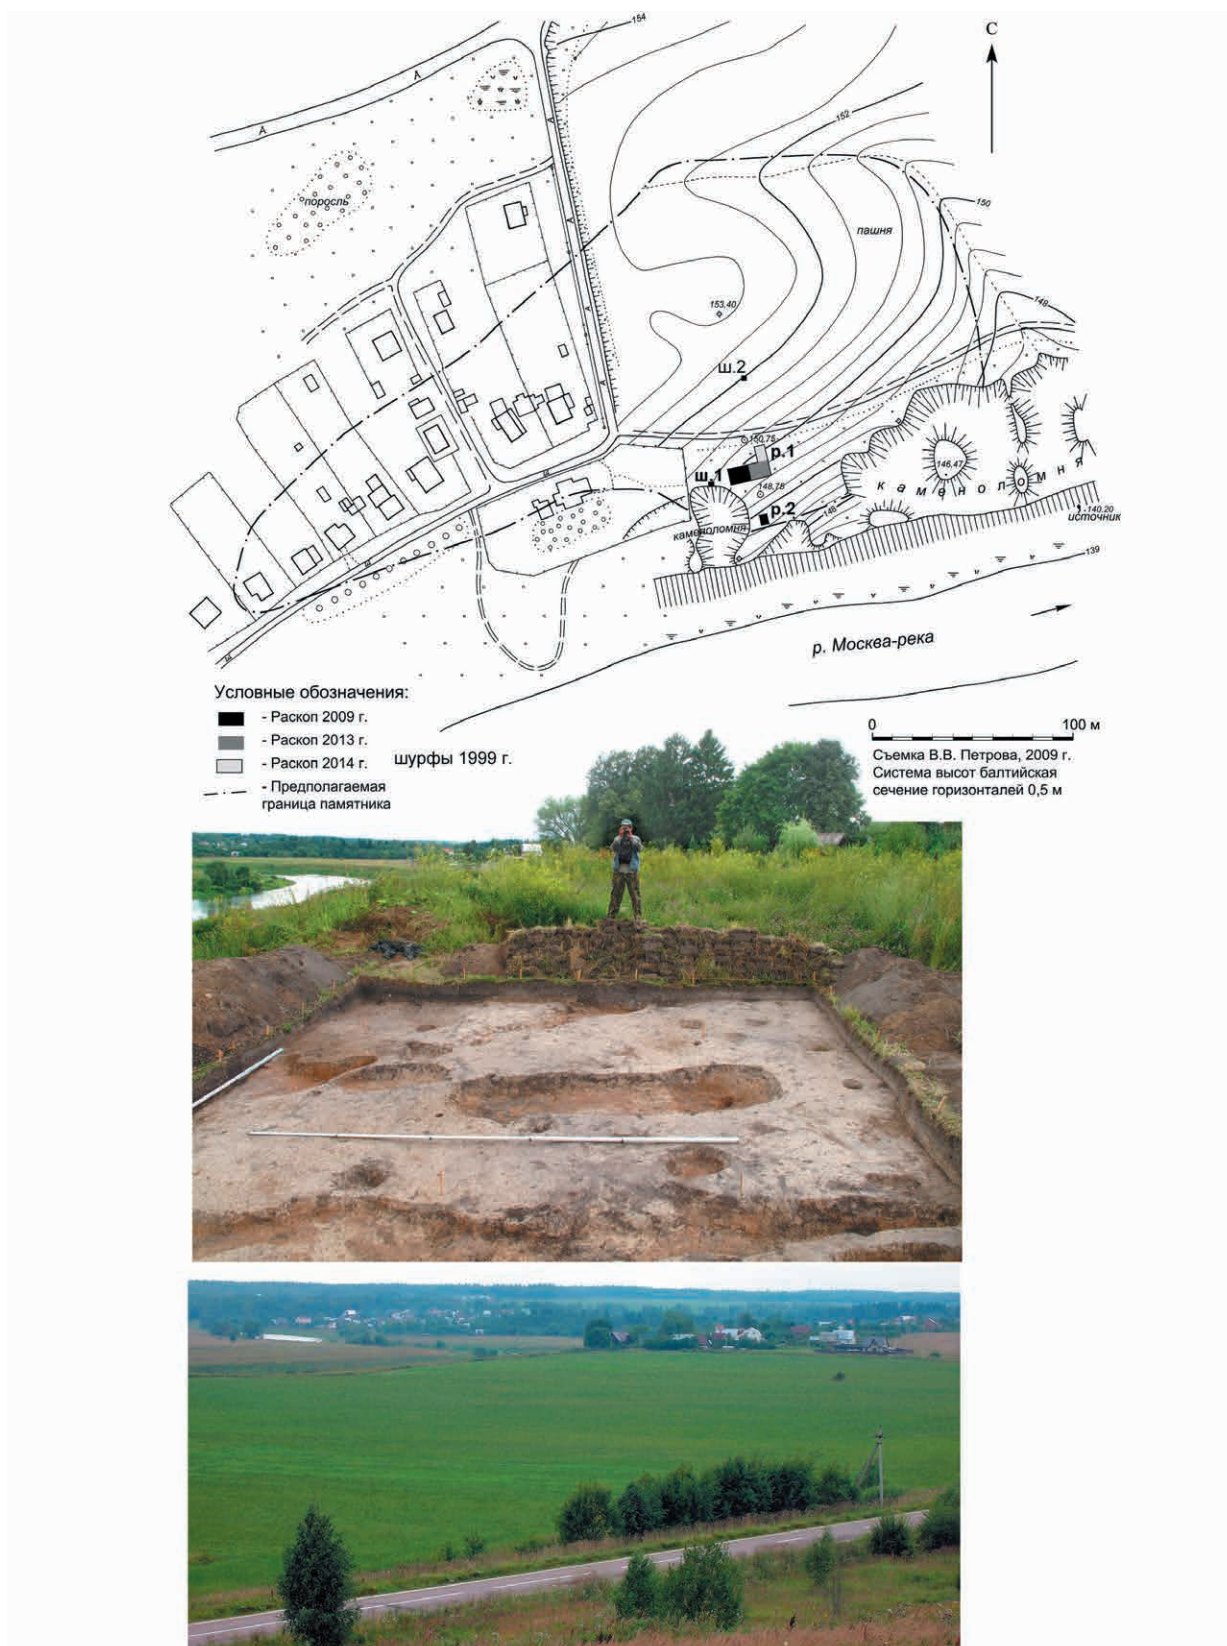 154
С
А
А
152
поросль
А
150
пашня
А
153,40
149
А
ш.2
А
150,75
р.1
ш.1
146,47
каменоломня
148,78
р.2
148
140.20
каменоломня
источник
139
р. Москва-река
Условные обозначения:
- Раскоп 2009 г.
- Раскоп 2013 г.
- Раскоп 2014 г.
шурфы 1999 г.
- Предполагаемая
граница памятника
0 100 м
Съемка В.В. Петрова, 2009 г.
Система высот балтийская
сечение горизонталей 0,5 м